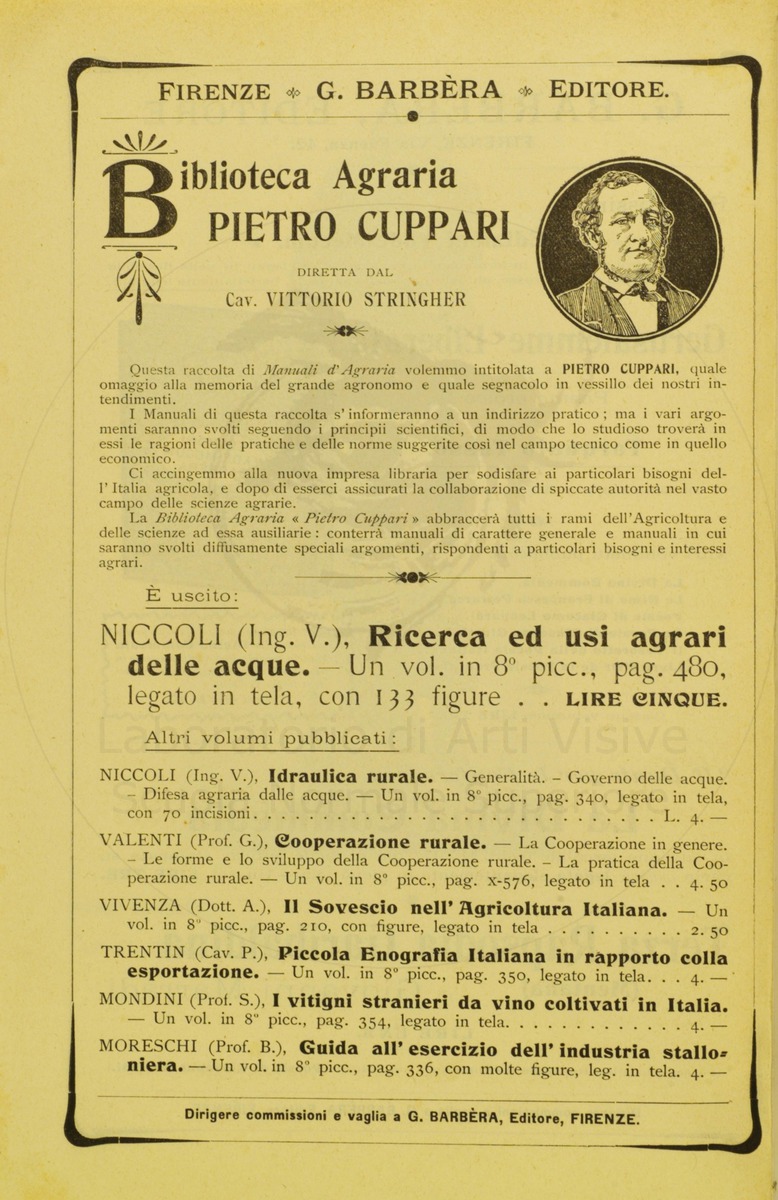 FIRENZE G. BARBÈRA EDITORE.
Biblioteca Agraria
PIETRO CUPPARI
DIRETTA DAL
Cav. VITTORIO STRINGHER
Questa raccolta di Manuali d'Agraria volemmo intitolata a PIETRO CUPPARI, quale
omaggio alla memoria del grande agronomo e quale segnacolo in vessillo dei nostri in-
tendimenti.
I Manuali di questa raccolta s'informeranno a un indirizzo pratico; ma i vari argo-
menti saranno svolti seguendo i principii scientifici, di modo che lo studioso troverà in
essi le ragioni delle pratiche e delle norme suggerite così nel campo tecnico come in quello
economico.
Ci accingemmo alla nuova impresa libraria per sodisfare ai particolari bisogni del-
l'Italia agricola, e dopo di esserci assicurati la collaborazione di spiccate autorità nel vasto
campo delle scienze agrarie.
La Biblioteca Agraria « Pietro Cuppari » abbraccerà tutti i rami dell'Agricoltura e
delle scienze ad essa ausiliarie: conterrà manuali di carattere generale e manuali in cui
saranno svolti diffusamente speciali argomenti, rispondenti a particolari bisogni e interessi
agrari.
È uscito:
NICCOLI (Ing. V.), Ricerca ed usi agrari
delle acque. — Un vol. in 8º picc., pag. 480,
legato in tela, con 133 figure . . LIRE CINQUE.
La Biblioteca di Arti Visive
Altri volumi pubblicati:
NICCOLI (Ing. V.), Idraulica rurale. — Generalità. – Governo delle acque.
– Difesa agraria dalle acque. — Un vol. in 8º picc., pag. 340, legato in tela,
con 70 incisioni. . . . . . . . . . . . . . . . . . . . . . . . . . . . . L. 4. —
VALENTI (Prof. G.), Cooperazione rurale. — La Cooperazione in genere.
– Le forme e lo sviluppo della Cooperazione rurale. – La pratica della Coo-
perazione rurale. — Un vol. in 8º picc., pag. X-576, legato in tela . . 4. 50
VIVENZA (Dott. A.), Il Sovescio nell'Agricoltura Italiana. — Un
vol. in 8º picc., pag. 210, con figure, legato in tela . . . . . . . . . . 2. 50
TRENTIN (Cav. P.), Piccola Enografia Italiana in rapporto colla
esportazione. — Un vol. in 8º picc., pag. 350, legato in tela. . . 4. —
MONDINI (Prof. S.), I vitigni stranieri da vino coltivati in Italia.
— Un vol. in 8º picc., pag. 354, legato in tela. . . . . . . . . . . . . 4. —
MORESCHI (Prof. B.), Guida all'esercizio dell'industria stallo-
niera. — Un vol. in 8º picc., pag. 336, con molte figure, leg. in tela. 4. —
Dirigere commissioni e vaglia a G. BARBÈRA, Editore, FIRENZE.